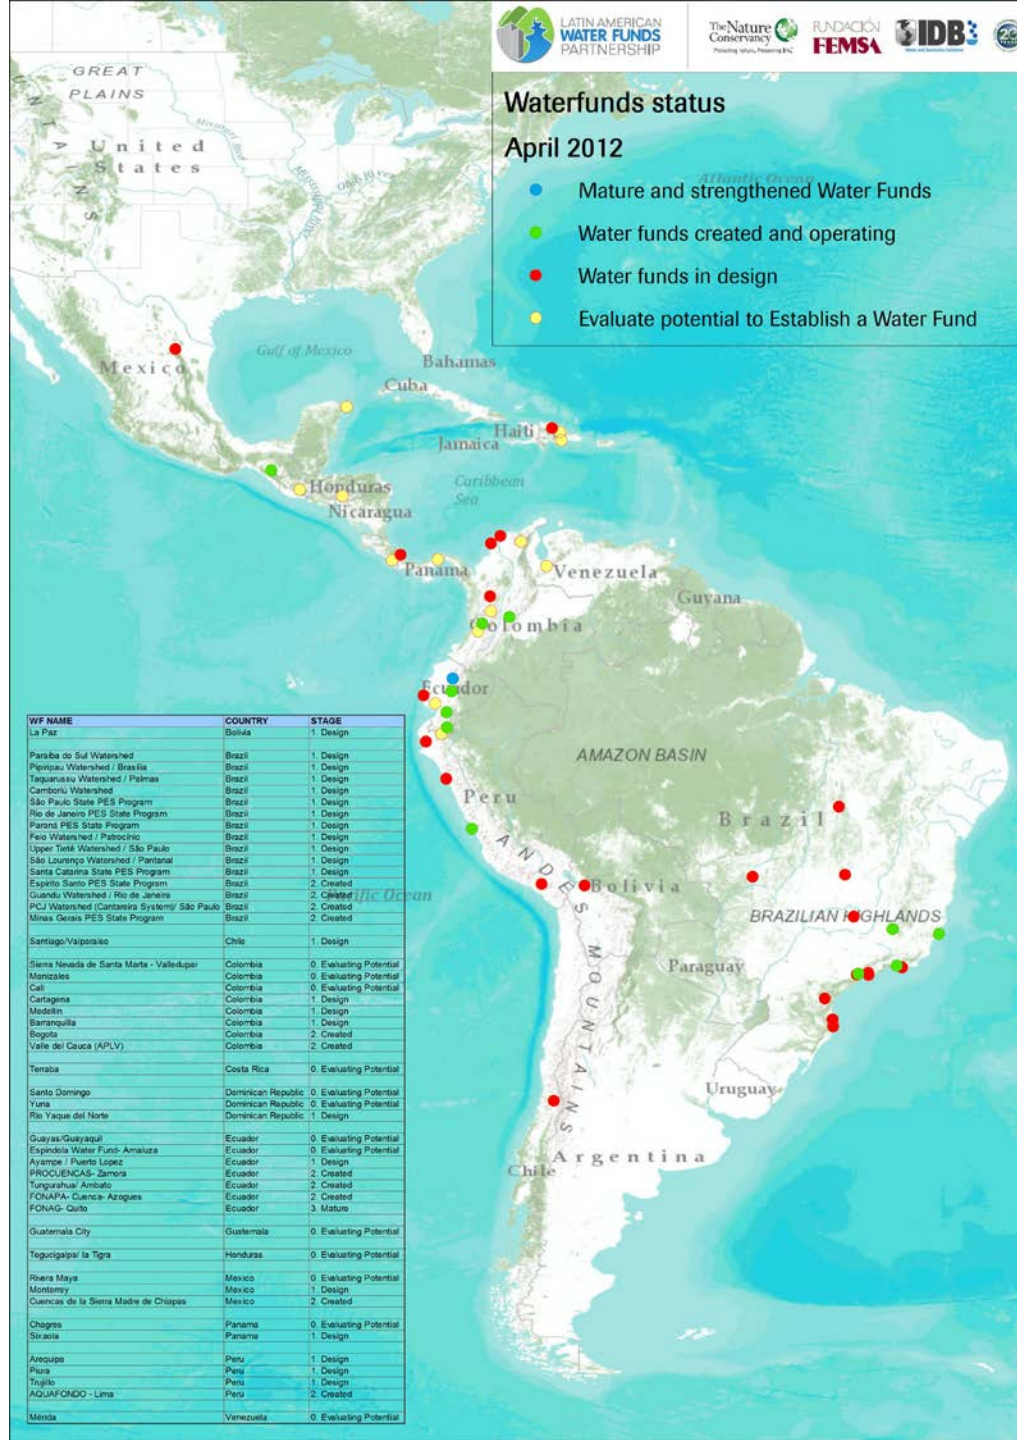 LATIN AMERICAN
WATER FUNDS
PARTNERSHIP
The Nature
Conservancy
Protecting nature. Preserving life.
FUNDACIÓN
FEMSA
IDB
20
Waterfunds status
April 2012
Mature and strengthened Water Funds
Water funds created and operating
Water funds in design
Evaluate potential to Establish a Water Fund
GREAT
PLAINS
United
States
Missouri River
Ohio River
Atlantic Ocean
Gulf of Mexico
Mexico
Bahamas
Cuba
Haiti
Jamaica
Caribbean
Sea
Honduras
Nicaragua
Panama
Venezuela
Guyana
Colombia
Ecuador
AMAZON BASIN
Peru
Brazil
Bolivia
BRAZILIAN HIGHLANDS
Paraguay
ANDES MOUNTAINS
Uruguay
Argentina
Chile
Pacific Ocean
WF NAME COUNTRY STAGE
La Paz Bolivia 1. Design
Paraiba do Sul Watershed Brazil 1. Design
Pipiripau Watershed / Brasilia Brazil 1. Design
Taquarussu Watershed / Palmas Brazil 1. Design
Camboriú Watershed Brazil 1. Design
São Paulo State PES Program Brazil 1. Design
Rio de Janeiro PES State Program Brazil 1. Design
Paraná PES State Program Brazil 1. Design
Feio Watershed / Patrocínio Brazil 1. Design
Upper Tietê Watershed / São Paulo Brazil 1. Design
São Lourenço Watershed / Pantanal Brazil 1. Design
Santa Catarina State PES Program Brazil 1. Design
Espirito Santo PES State Program Brazil 2. Created
Guandu Watershed / Rio de Janeiro Brazil 2. Created
PCJ Watershed (Cantareira System)/ São Paulo Brazil 2. Created
Minas Gerais PES State Program Brazil 2. Created
Santiago/Valparaiso Chile 1. Design
Sierra Nevada de Santa Marta - Valledupar Colombia 0. Evaluating Potential
Manizales Colombia 0. Evaluating Potential
Cali Colombia 0. Evaluating Potential
Cartagena Colombia 1. Design
Medellin Colombia 1. Design
Barranquilla Colombia 1. Design
Bogota Colombia 2. Created
Valle del Cauca (APLV) Colombia 2. Created
Terraba Costa Rica 0. Evaluating Potential
Santo Domingo Dominican Republic 0. Evaluating Potential
Yuna Dominican Republic 0. Evaluating Potential
Rio Yaque del Norte Dominican Republic 1. Design
Guayas/Guayaquil Ecuador 0. Evaluating Potential
Espindola Water Fund- Amaluza Ecuador 0. Evaluating Potential
Ayampe / Puerto Lopez Ecuador 1. Design
PROCUENCAS- Zamora Ecuador 2. Created
Tungurahua/ Ambato Ecuador 2. Created
FONAPA- Cuenca- Azogues Ecuador 2. Created
FONAG- Quito Ecuador 3. Mature
Guatemala City Guatemala 0. Evaluating Potential
Tegucigalpa/ la Tigra Honduras 0. Evaluating Potential
Rivera Maya Mexico 0. Evaluating Potential
Monterrey Mexico 1. Design
Cuencas de la Sierra Madre de Chiapas Mexico 2. Created
Chagres Panama 0. Evaluating Potential
Sixaola Panama 1. Design
Arequipa Peru 1. Design
Piura Peru 1. Design
Trujillo Peru 1. Design
AQUAFONDO - Lima Peru 2. Created
Mérida Venezuela 0. Evaluating Potential